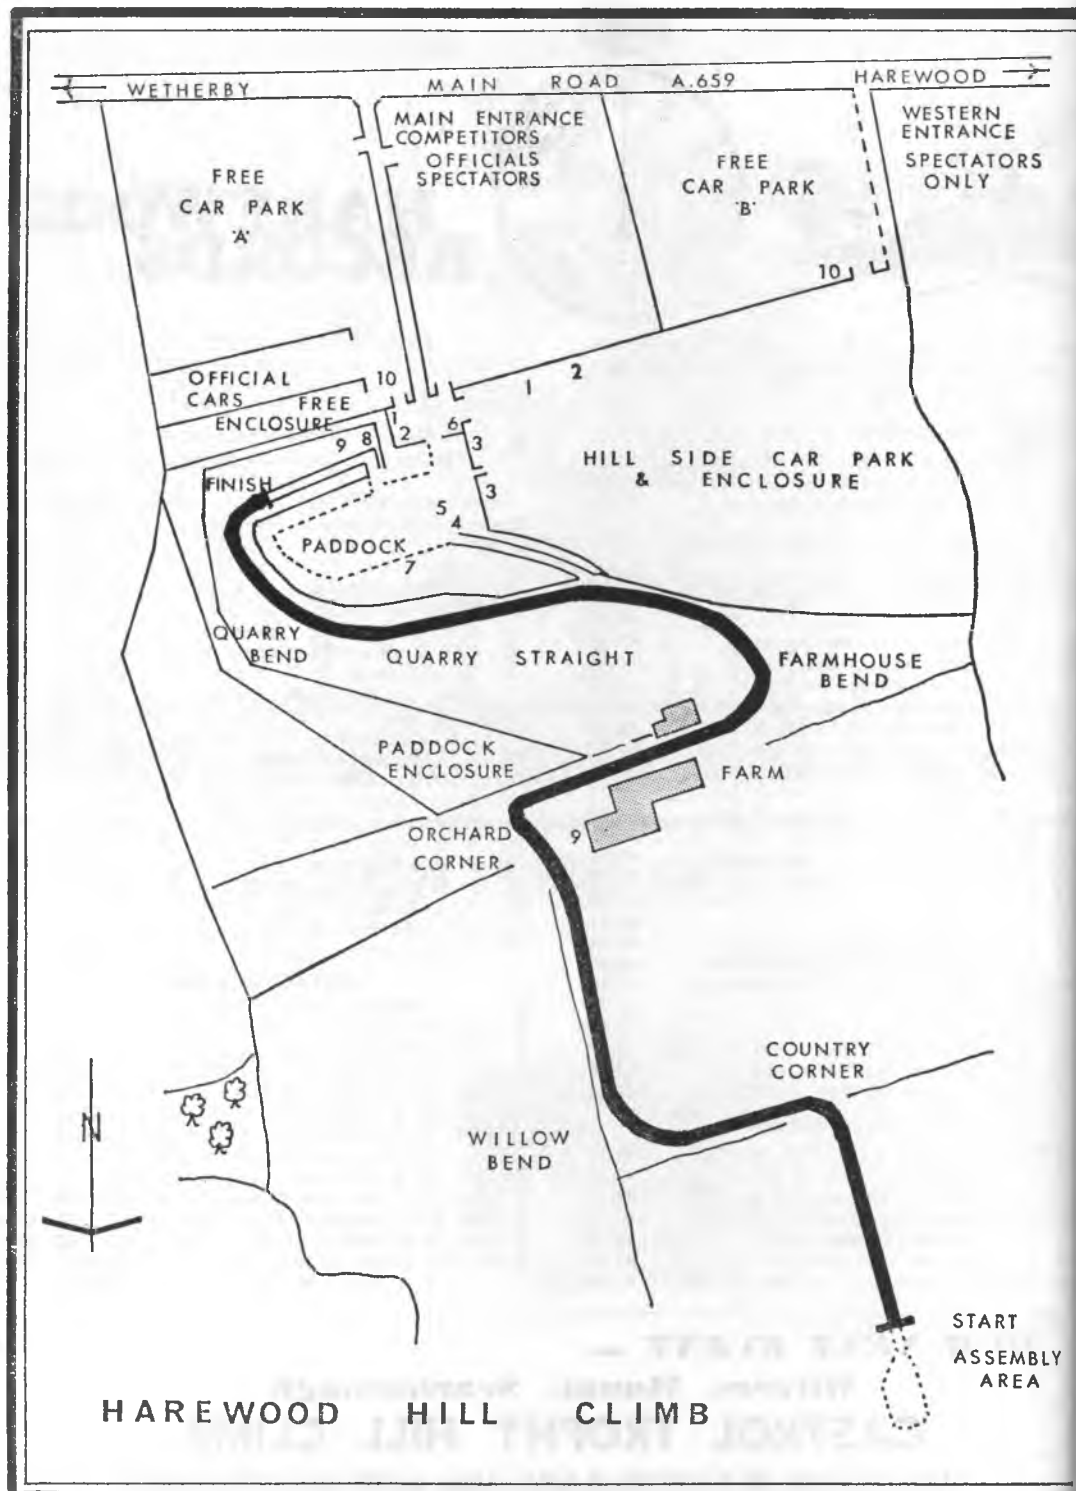 WETHERBY
MAIN ROAD A.659
HAREWOOD
MAIN ENTRANCE
COMPETITORS
OFFICIALS
SPECTATORS
WESTERN
ENTRANCE
SPECTATORS
ONLY
FREE
CAR PARK
'A'
FREE
CAR PARK
'B'
10
1
2
OFFICIAL
CARS
10
FREE
ENCLOSURE
1
2
6
3
9
8
3
HILL SIDE CAR PARK
& ENCLOSURE
FINISH
5
4
PADDOCK
7
QUARRY
BEND
QUARRY STRAIGHT
FARMHOUSE
BEND
PADDOCK
ENCLOSURE
FARM
ORCHARD
CORNER
9
COUNTRY
CORNER
N
WILLOW
BEND
START
ASSEMBLY
AREA
HAREWOOD HILL CLIMB